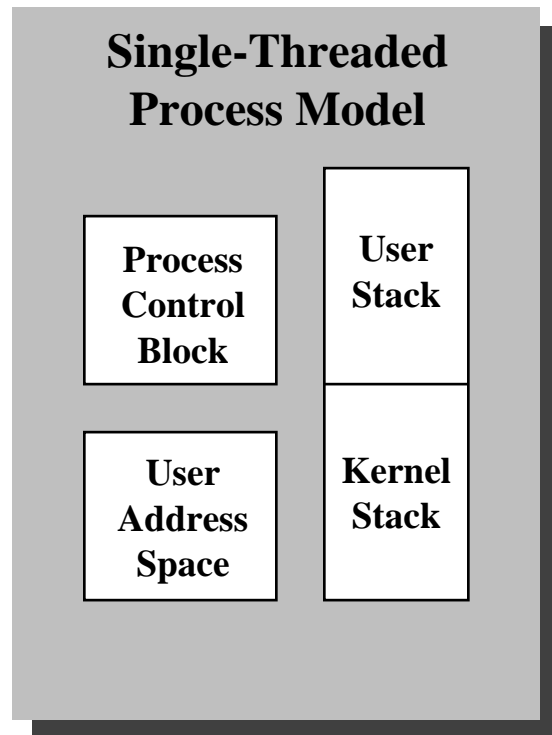 Single-Threaded
Process Model
Process
Control
Block
User
Address
Space
User
Stack
Kernel
Stack